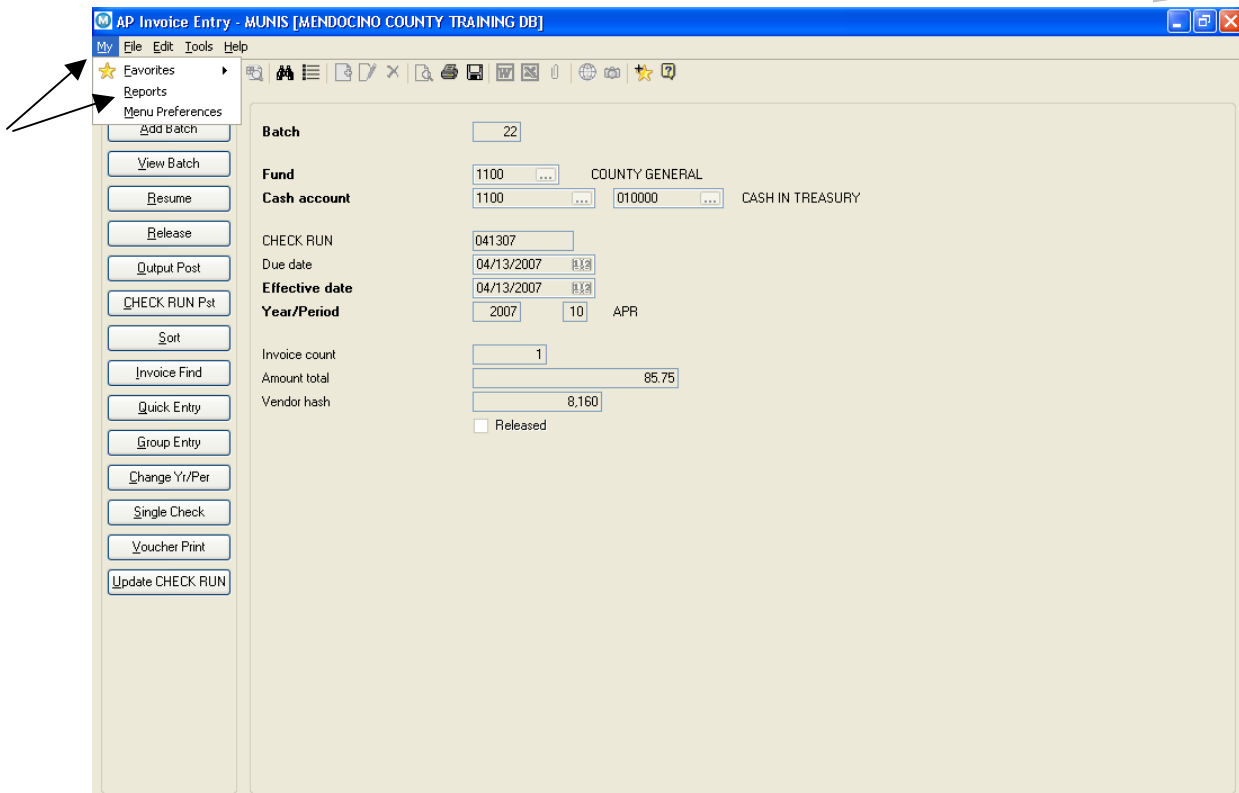 AP Invoice Entry - MUNIS [MENDOCINO COUNTY TRAINING DB]
My File Edit Tools Help
Favorites
Reports
Menu Preferences
Add Batch
View Batch
Resume
Release
Output Post
CHECK RUN Pst
Sort
Invoice Find
Quick Entry
Group Entry
Change Yr/Per
Single Check
Voucher Print
Update CHECK RUN
Batch 22
Fund 1100 ... COUNTY GENERAL
Cash account 1100 ... 010000 ... CASH IN TREASURY
CHECK RUN 041307
Due date 04/13/2007
Effective date 04/13/2007
Year/Period 2007 10 APR
Invoice count 1
Amount total 85.75
Vendor hash 8,160
Released